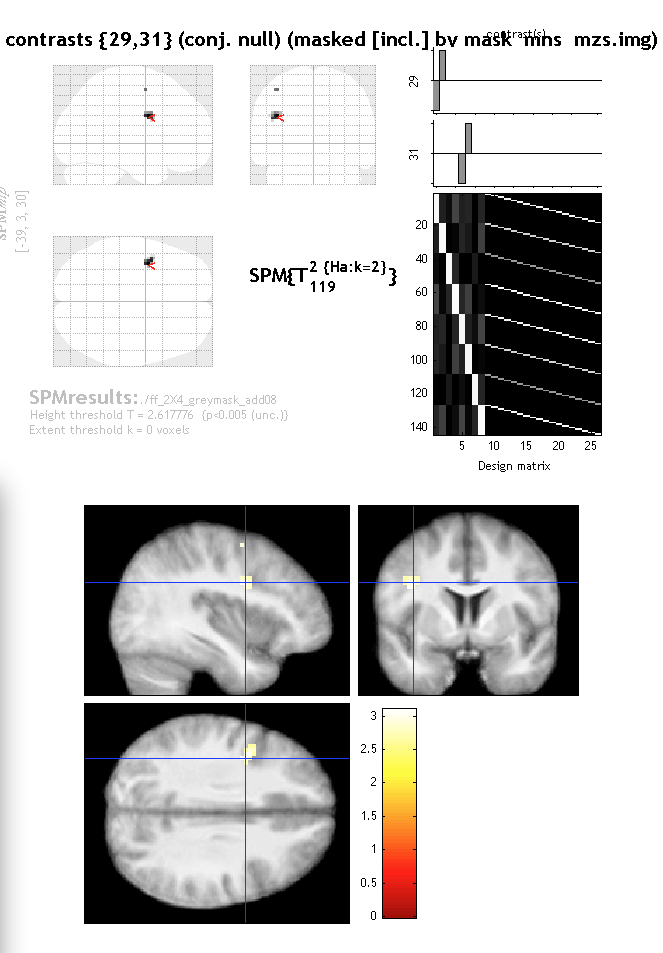 contrasts {29,31} (conj. null) (masked [incl.] by mask mns mzs.img)
contrast(s)
29
31
SPMmip
[-39, 3, 30]
SPM{T 2 {Ha:k=2} 119}
SPMresults: ./ff_2X4_greymask_add08
Height threshold T = 2.617776 {p<0.005 (unc.)}
Extent threshold k = 0 voxels
20
40
60
80
100
120
140
5
10
15
20
25
Design matrix
3
2.5
2
1.5
1
0.5
0